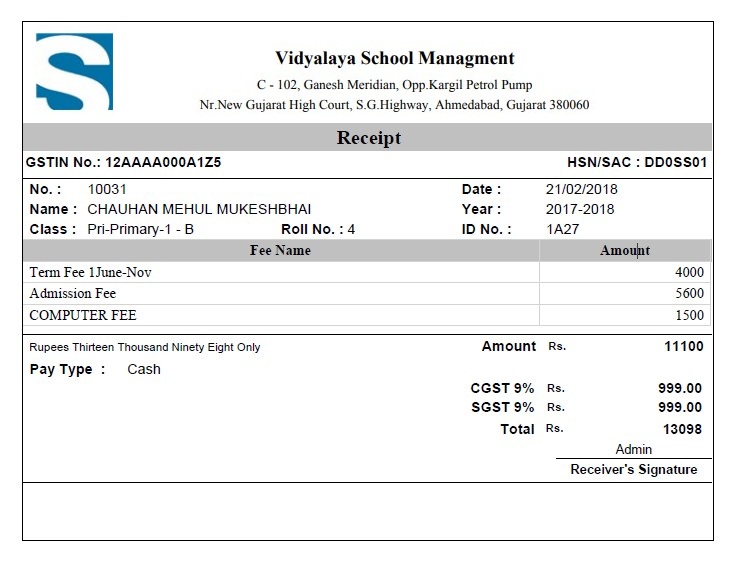 Vidyalaya School Managment
C - 102, Ganesh Meridian, Opp.Kargil Petrol Pump
Nr.New Gujarat High Court, S.G.Highway, Ahmedabad, Gujarat 380060
Receipt
GSTIN No.: 12AAAA000A1Z5 HSN/SAC : DD0SS01
No. : 10031 Date : 21/02/2018
Name : CHAUHAN MEHUL MUKESHBHAI Year : 2017-2018
Class : Pri-Primary-1 - B Roll No. : 4 ID No. : 1A27
Fee Name Amount
Term Fee 1June-Nov 4000
Admission Fee 5600
COMPUTER FEE 1500
Rupees Thirteen Thousand Ninety Eight Only Amount Rs. 11100
Pay Type : Cash
CGST 9% Rs. 999.00
SGST 9% Rs. 999.00
Total Rs. 13098
Admin
Receiver's Signature